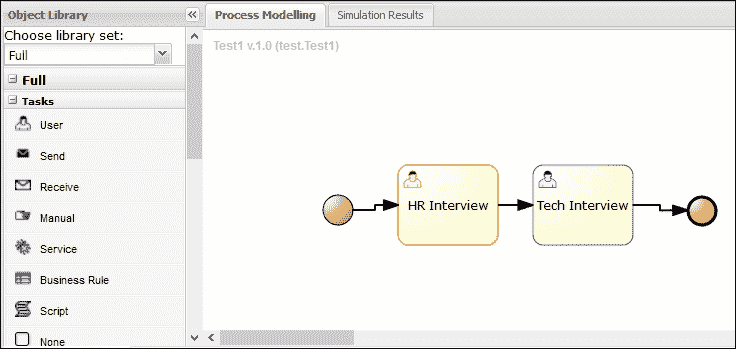 Object Library
Process Modelling
Simulation Results
Choose library set:
Full
Full
Tasks
User
Send
Receive
Manual
Service
Business Rule
Script
None
Test1 v.1.0 (test.Test1)
HR Interview
Tech Interview